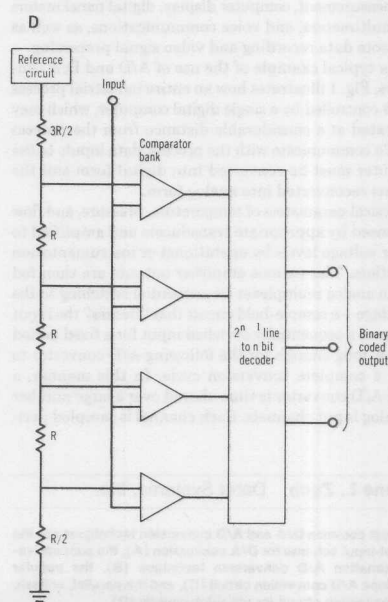 D
Reference
circuit
Input
3R/2
Comparator
bank
R
R
2ⁿ⁻¹ line
to n bit
decoder
Binary
coded
output
R
R
R/2